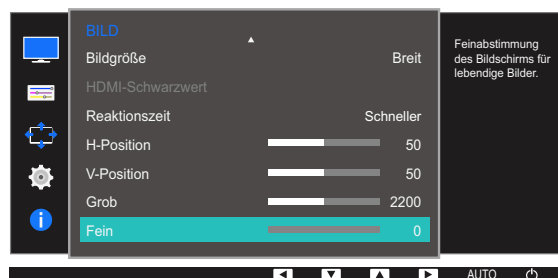 BILD
Bildgröße Breit
HDMI-Schwarzwert
Reaktionszeit Schneller
H-Position 50
V-Position 50
Grob 2200
Fein 0
Feinabstimmung
des Bildschirms für
lebendige Bilder.
AUTO